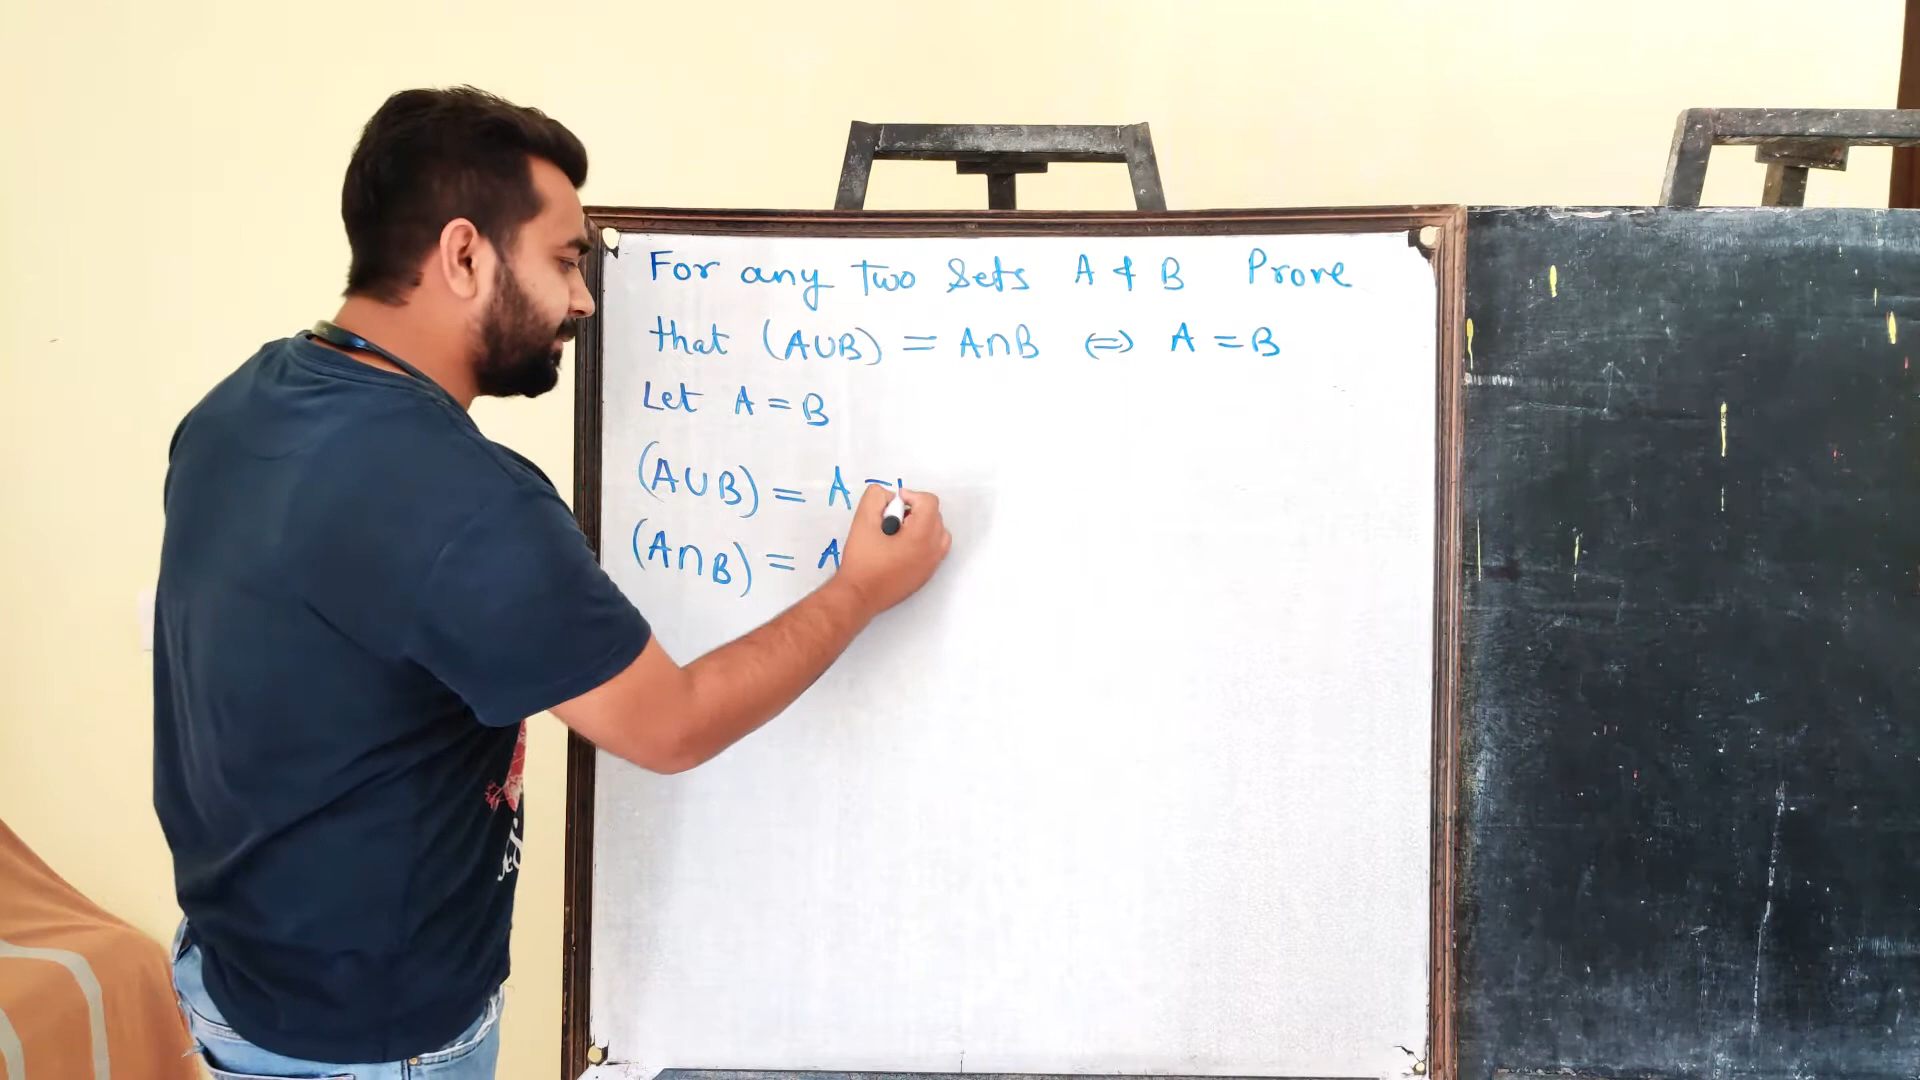 For any two Sets A & B Prove
that (A∪B) = A∩B ⇔ A = B
Let A = B
(A∪B) = A =
(A∩B) = A